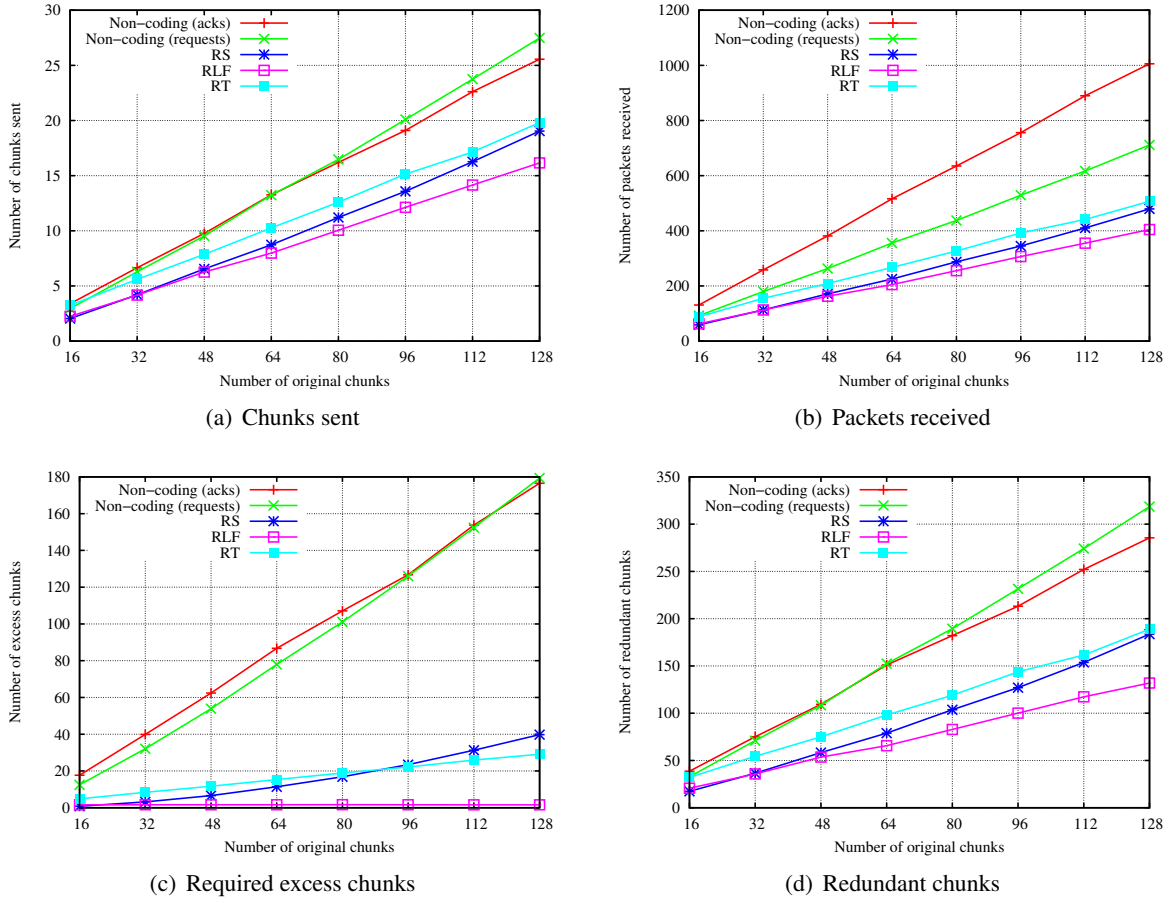 30
25
20
15
10
5
0
16 32 48 64 80 96 112 128
Number of chunks sent
Number of original chunks
Non-coding (acks)
Non-coding (requests)
RS
RLF
RT
(a) Chunks sent
1200
1000
800
600
400
200
0
16 32 48 64 80 96 112 128
Number of packets received
Number of original chunks
Non-coding (acks)
Non-coding (requests)
RS
RLF
RT
(b) Packets received
180
160
140
120
100
80
60
40
20
0
16 32 48 64 80 96 112 128
Number of excess chunks
Number of original chunks
Non-coding (acks)
Non-coding (requests)
RS
RLF
RT
(c) Required excess chunks
350
300
250
200
150
100
50
0
16 32 48 64 80 96 112 128
Number of redundant chunks
Number of original chunks
Non-coding (acks)
Non-coding (requests)
RS
RLF
RT
(d) Redundant chunks